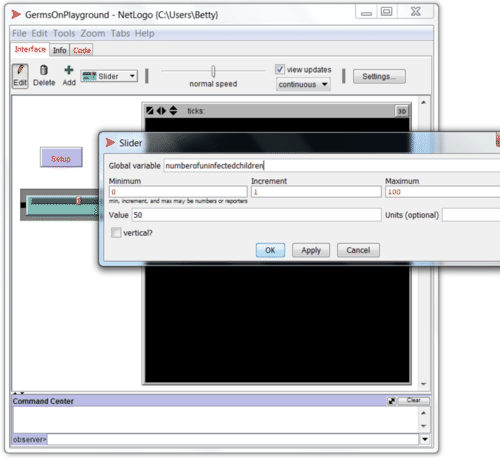 GermsOnPlayground - NetLogo {C:\Users\Betty}
File Edit Tools Zoom Tabs Help
Interface Info Code
Edit Delete Add Slider normal speed view updates continuous Settings...
ticks: 3D
Setup
Slider
Global variable numberofuninfectedchildren
Minimum Increment Maximum
0 1 100
min, increment, and max may be numbers or reporters
Value 50 Units (optional)
vertical?
OK Apply Cancel
Command Center Clear
observer>